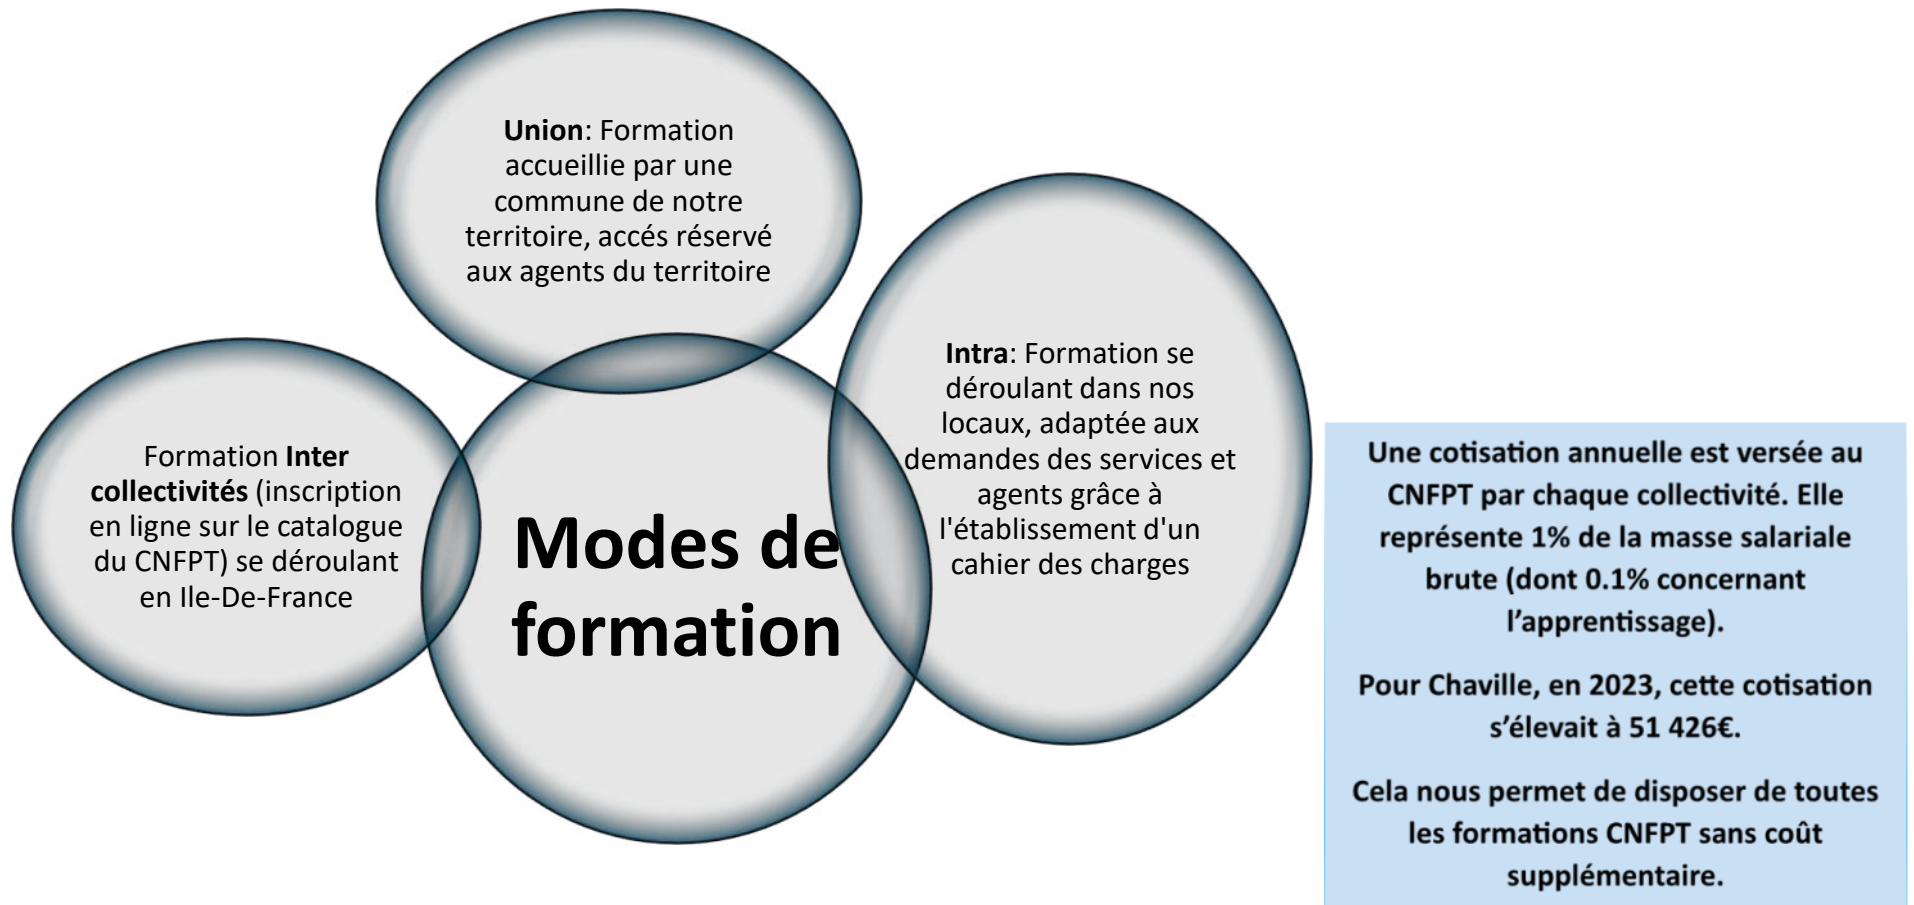 Union: Formation
accueillie par une
commune de notre
territoire, accés réservé
aux agents du territoire
Formation Inter
collectivités (inscription
en ligne sur le catalogue
du CNFPT) se déroulant
en Ile-De-France
Modes de
formation
Intra: Formation se
déroulant dans nos
locaux, adaptée aux
demandes des services et
agents grâce à
l'établissement d'un
cahier des charges
Une cotisation annuelle est versée au
CNFPT par chaque collectivité. Elle
représente 1% de la masse salariale
brute (dont 0.1% concernant
l’apprentissage).
Pour Chaville, en 2023, cette cotisation
s’élevait à 51 426€.
Cela nous permet de disposer de toutes
les formations CNFPT sans coût
supplémentaire.